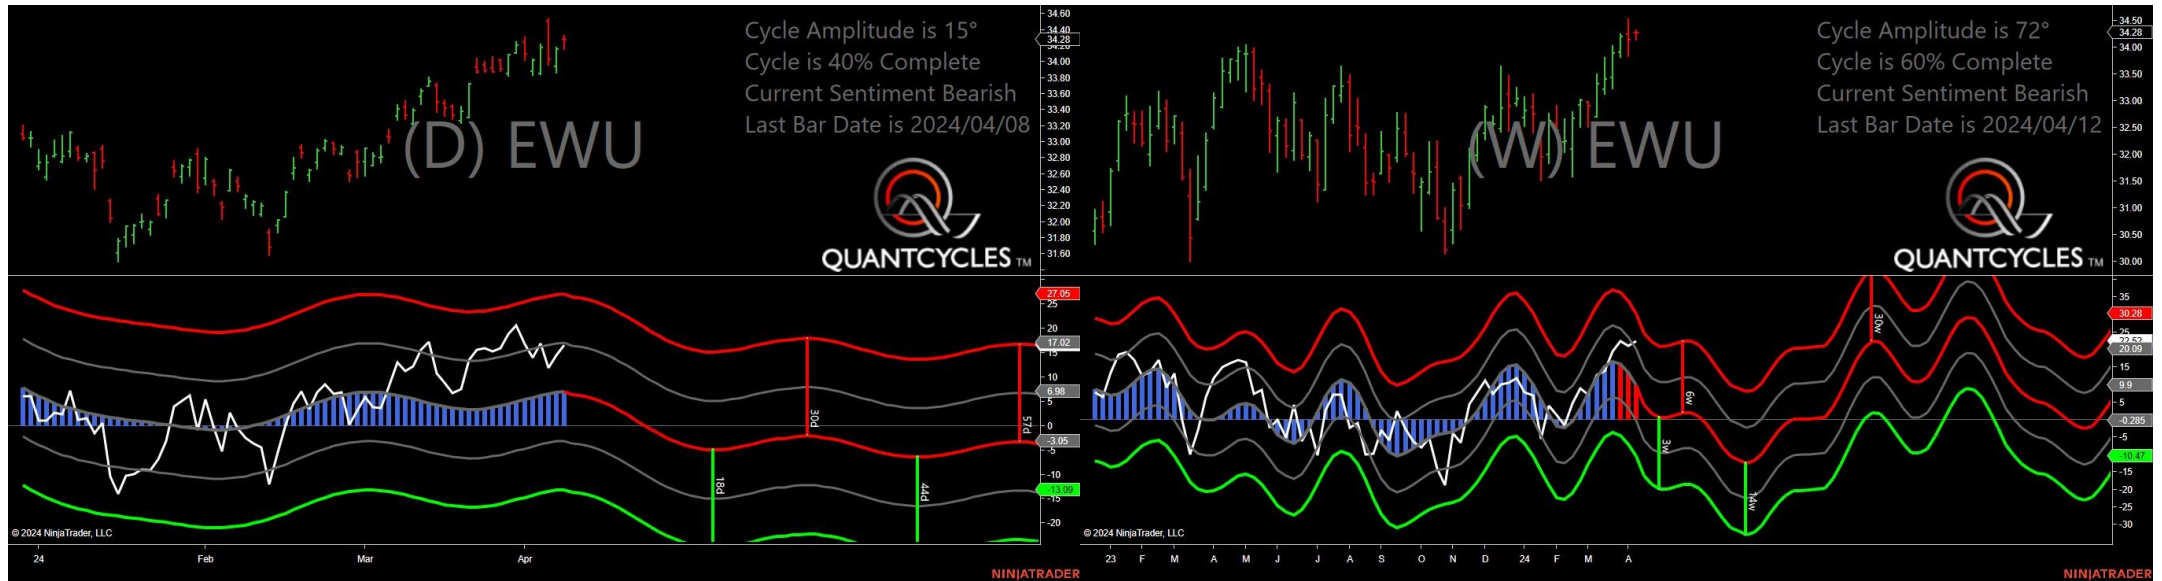 Cycle Amplitude is 15°
Cycle is 40% Complete
Current Sentiment Bearish
Last Bar Date is 2024/04/08
(D) EWU
QUANTCYCLES TM
34.60
34.40
34.28
34.20
34.00
33.80
33.60
33.40
33.20
33.00
32.80
32.60
32.40
32.20
32.00
31.80
31.60
27.05
25
20
17.02
15
10
6.98
5
0
-3.05
-5
-10
-13.09
-15
-20
18d
30d
44d
57d
© 2024 NinjaTrader, LLC
24 Feb Mar Apr
NINJATRADER
Cycle Amplitude is 72°
Cycle is 60% Complete
Current Sentiment Bearish
Last Bar Date is 2024/04/12
(W) EWU
QUANTCYCLES TM
34.50
34.28
34.00
33.50
33.00
32.50
32.00
31.50
31.00
30.50
30.00
35
30.28
25
22.52
20.09
15
9.9
5
-0.285
-5
-10.47
-15
-20
-25
-30
3w
6w
14w
30w
© 2024 NinjaTrader, LLC
23 F M A M J J A S O N D 24 F M A
NINJATRADER